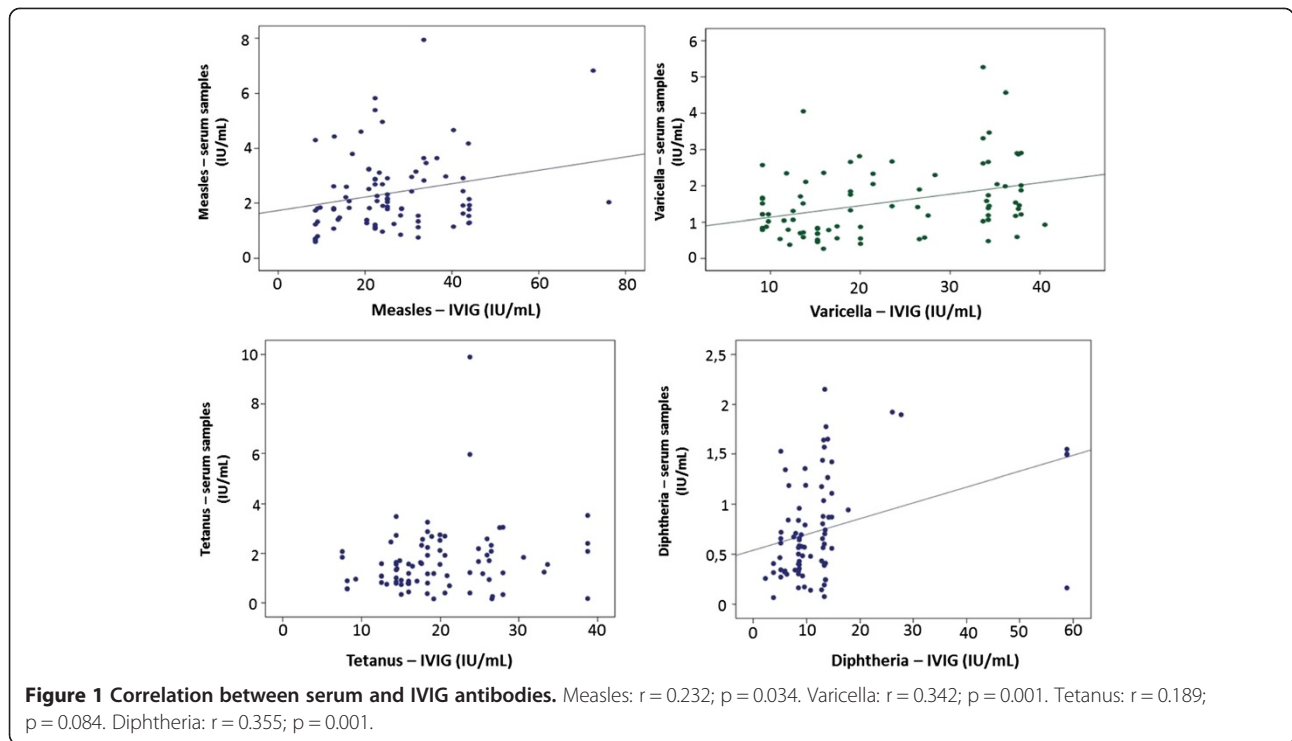 8
6
4
2
0
Measles – serum samples
(IU/mL)
0 20 40 60 80
Measles – IVIG (IU/mL)
6
5
4
3
2
1
0
Varicella – serum samples
(IU/mL)
10 20 30 40
Varicella – IVIG (IU/mL)
10
8
6
4
2
0
Tetanus – serum samples
(IU/mL)
0 10 20 30 40
Tetanus – IVIG (IU/mL)
2,5
2
1,5
1
0,5
0
Diphtheria – serum samples
(IU/mL)
0 10 20 30 40 50 60
Diphtheria – IVIG (IU/mL)
Figure 1 Correlation between serum and IVIG antibodies. Measles: r = 0.232; p = 0.034. Varicella: r = 0.342; p = 0.001. Tetanus: r = 0.189;
p = 0.084. Diphtheria: r = 0.355; p = 0.001.